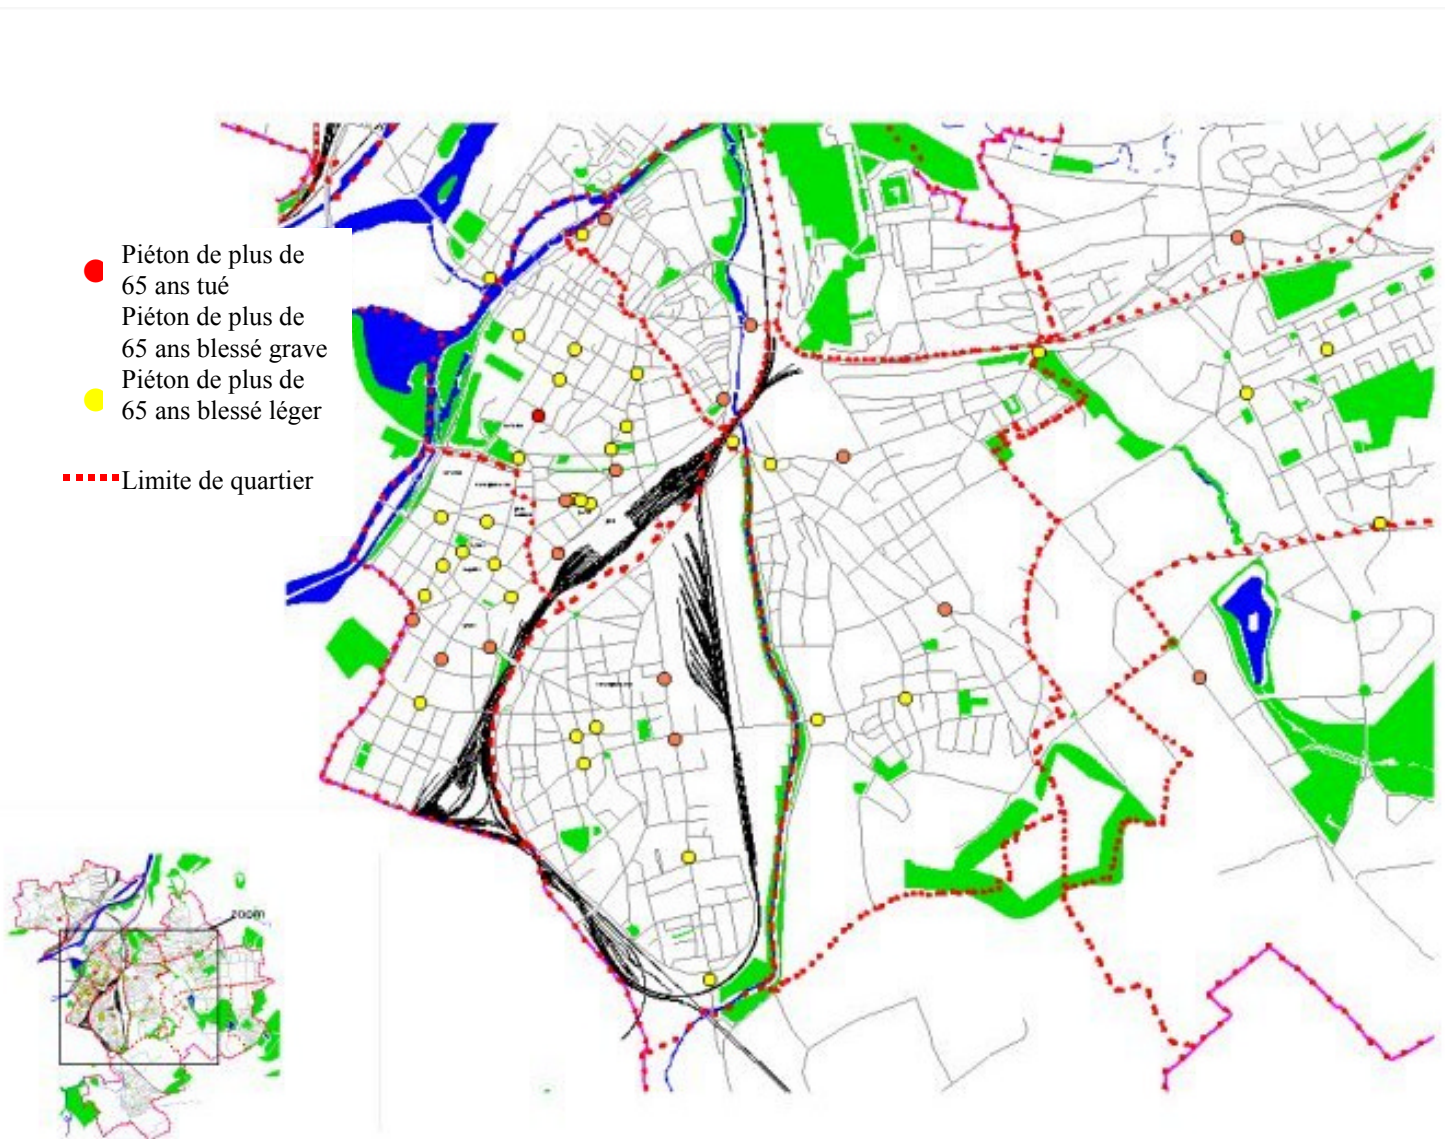 Piéton de plus de
65 ans tué
Piéton de plus de
65 ans blessé grave
Piéton de plus de
65 ans blessé léger
Limite de quartier
zoom